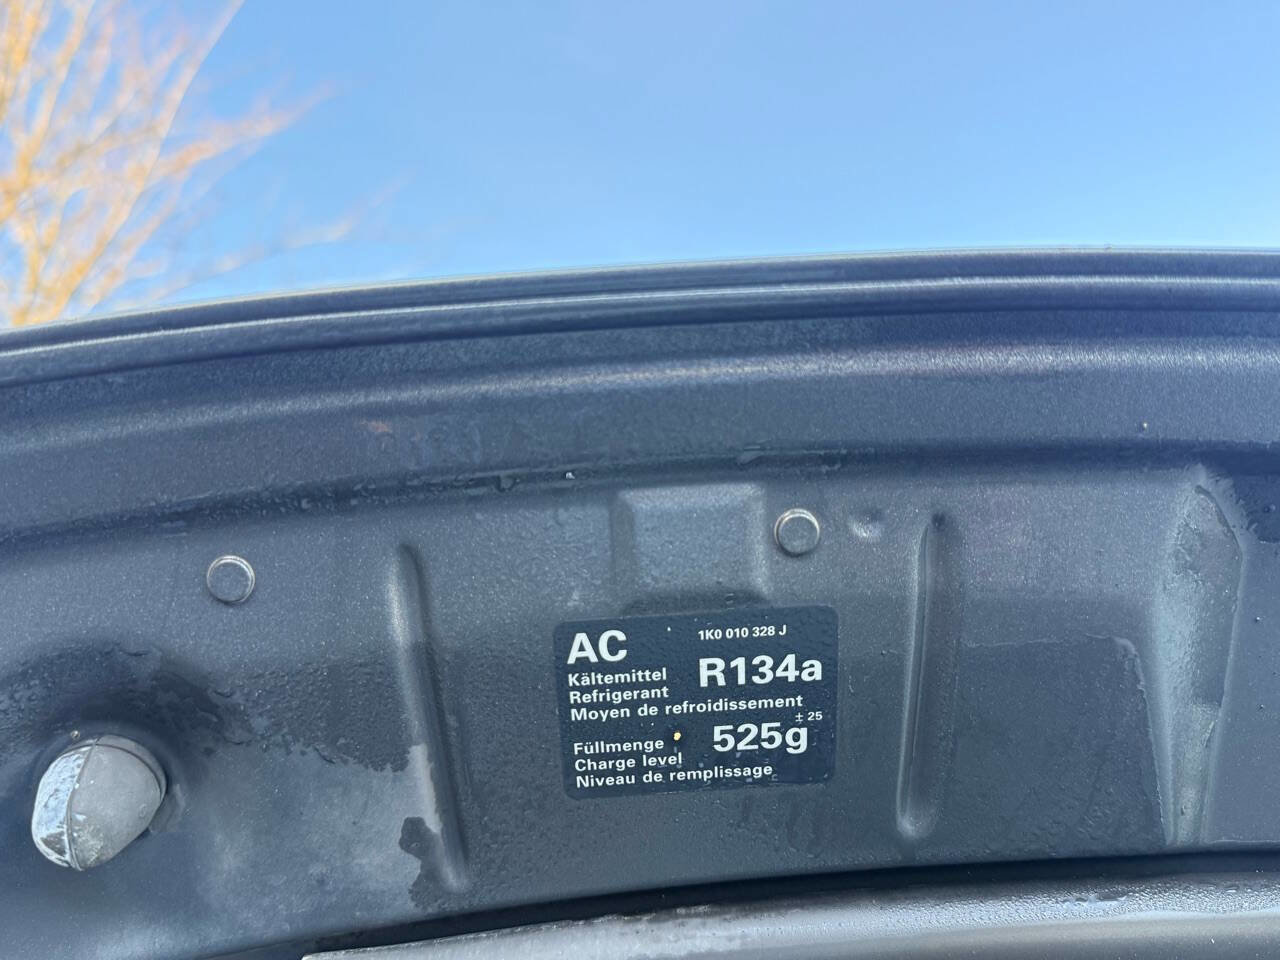 AC 1K0 010 328 J
Kältemittel R134a
Refrigerant
Moyen de refroidissement
Füllmenge 525g ± 25
Charge level
Niveau de remplissage